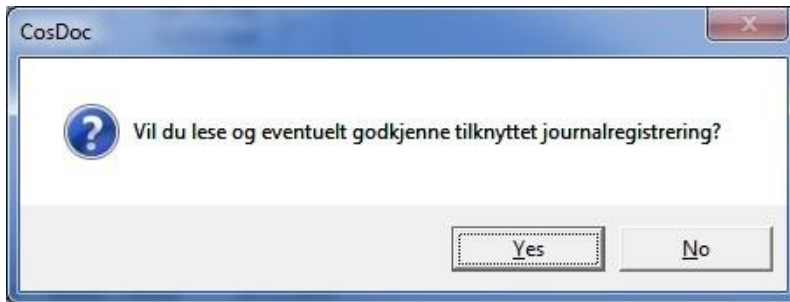 CosDoc
Vil du lese og eventuelt godkjenne tilknyttet journalregistrering?
Yes
No